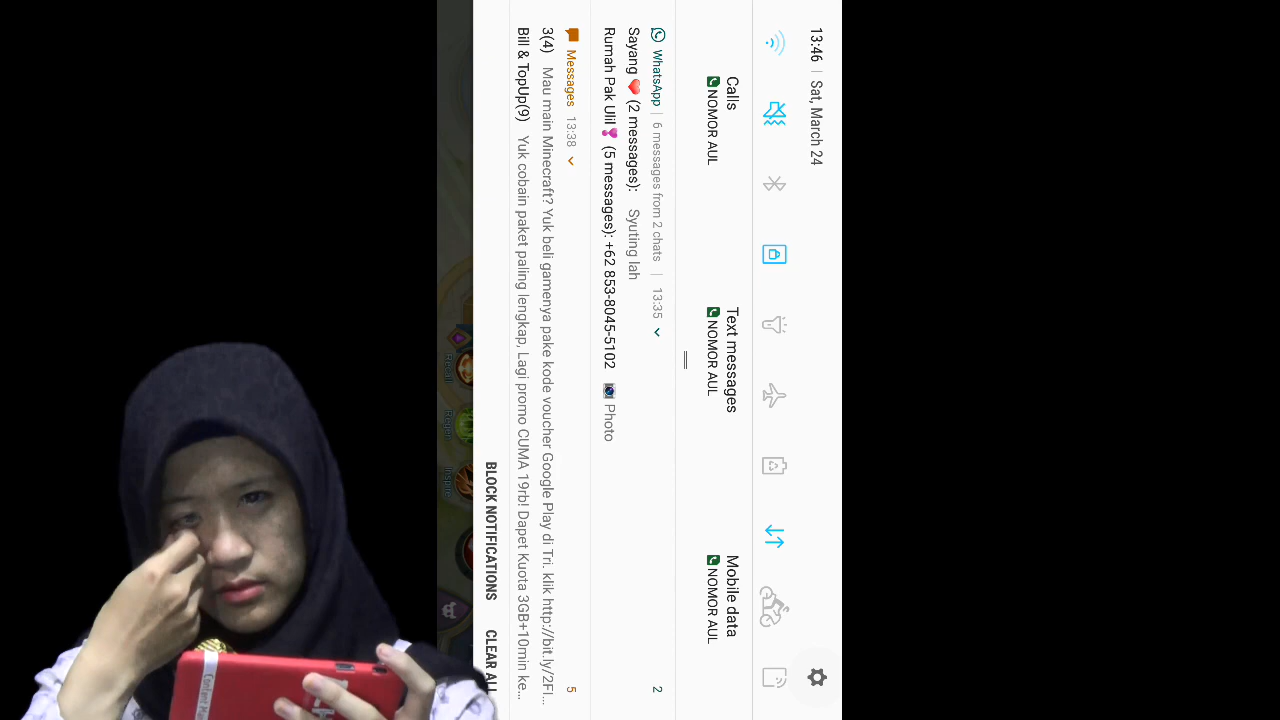 13:46 | Sat, March 24
Calls
NOMOR AUL
Text messages
NOMOR AUL
Mobile data
NOMOR AUL
WhatsApp | 6 messages from 2 chats | 13:35
2
Sayang ❤️ (2 messages): Syuting lah
Rumah Pak Ulil💘 (5 messages): +62 853-8045-5102 📷 Photo
Messages 13:38
5
3(4) Mau main Minecraft? Yuk beli gamenya pake kode voucher Google Play di Tri. klik http://bit.ly/2Fl...
Bill & TopUp(9) Yuk cobain paket paling lengkap, Lagi promo CUMA 19rb! Dapet Kuota 3GB+10min ke...
BLOCK NOTIFICATIONS
CLEAR ALL
Recall
Regen
Inspire